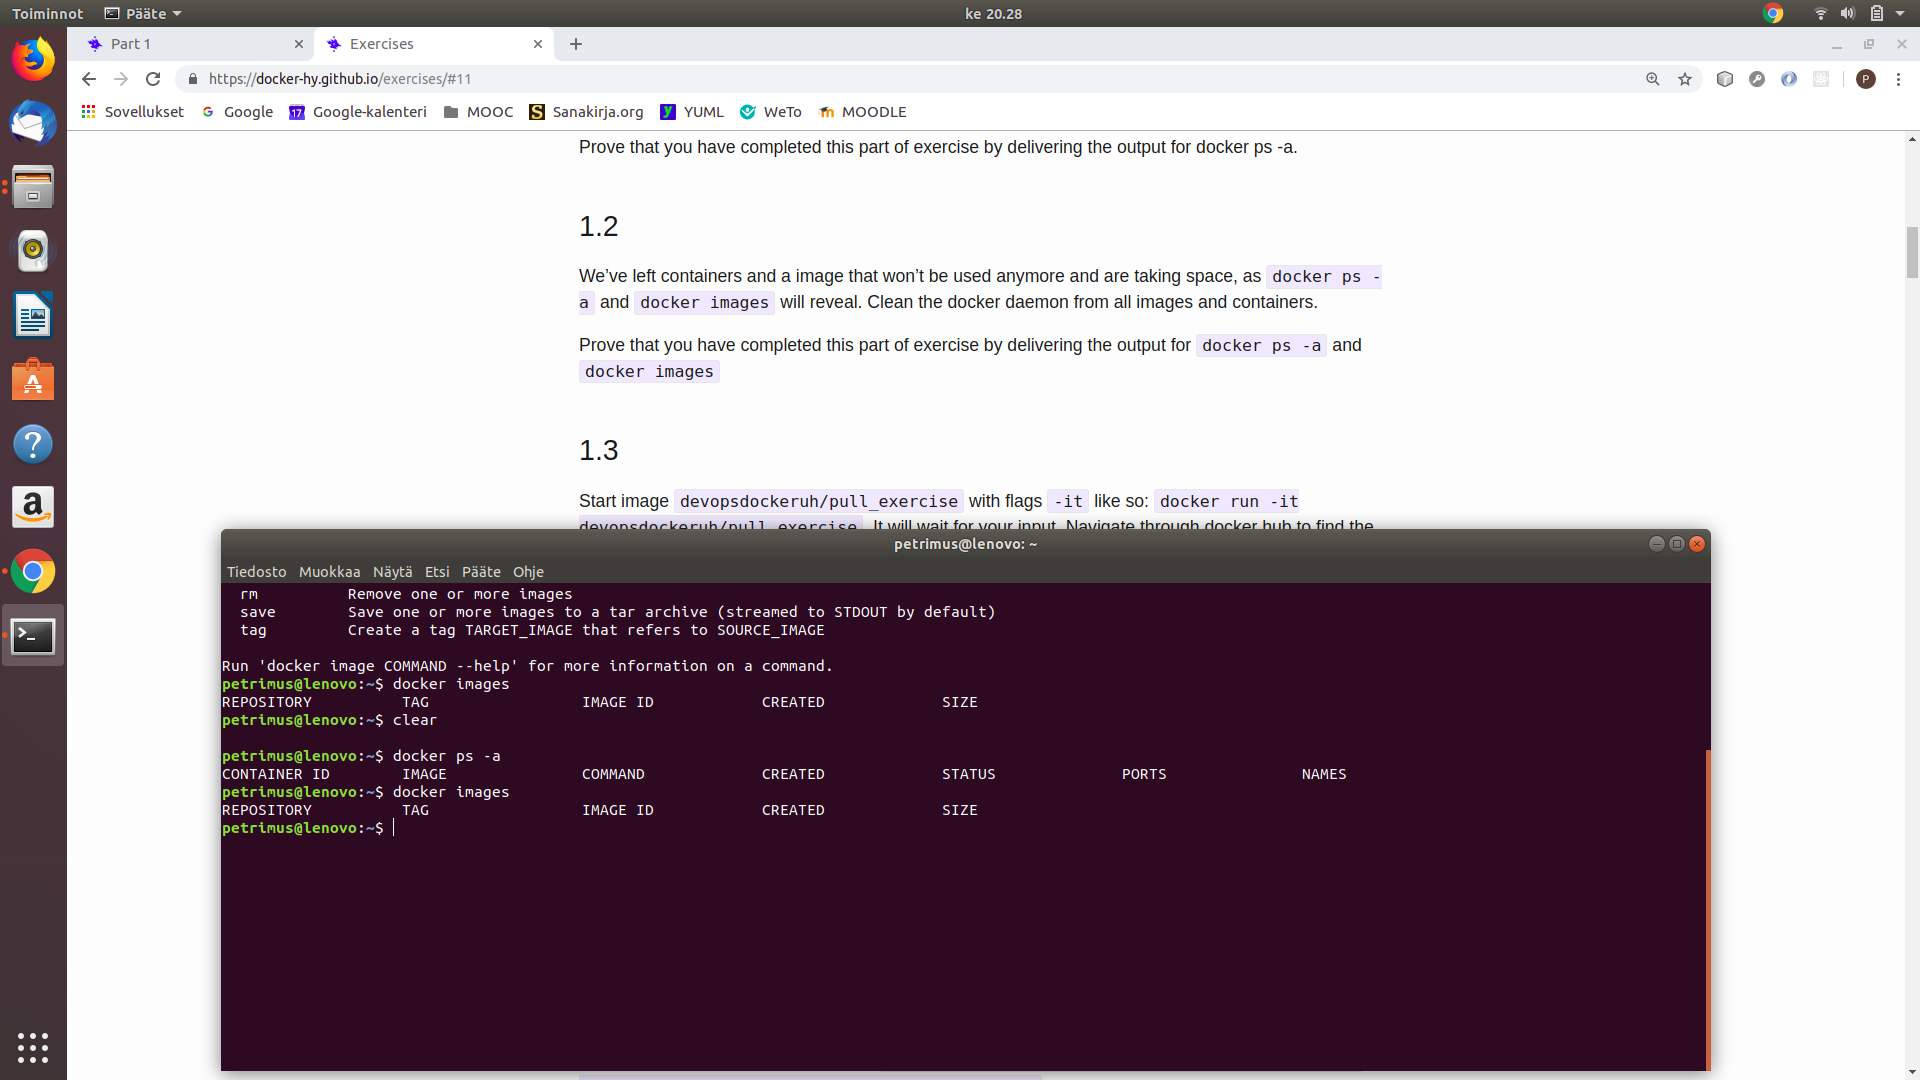 Toiminnot Pääte ke 20.28
Part 1 Exercises
https://docker-hy.github.io/exercises/#11 P
Sovellukset Google Google-kalenteri MOOC Sanakirja.org YUML WeTo MOODLE
Prove that you have completed this part of exercise by delivering the output for docker ps -a.
1.2
We’ve left containers and a image that won’t be used anymore and are taking space, as docker ps -
a and docker images will reveal. Clean the docker daemon from all images and containers.
Prove that you have completed this part of exercise by delivering the output for docker ps -a and
docker images
1.3
Start image devopsdockeruh/pull_exercise with flags -it like so: docker run -it
devopsdockeruh/pull_exercise. It will wait for your input. Navigate through docker hub to find the
petrimus@lenovo: ~
Tiedosto Muokkaa Näytä Etsi Pääte Ohje
rm Remove one or more images
save Save one or more images to a tar archive (streamed to STDOUT by default)
tag Create a tag TARGET_IMAGE that refers to SOURCE_IMAGE
Run 'docker image COMMAND --help' for more information on a command.
petrimus@lenovo:~$ docker images
REPOSITORY TAG IMAGE ID CREATED SIZE
petrimus@lenovo:~$ clear
petrimus@lenovo:~$ docker ps -a
CONTAINER ID IMAGE COMMAND CREATED STATUS PORTS NAMES
petrimus@lenovo:~$ docker images
REPOSITORY TAG IMAGE ID CREATED SIZE
petrimus@lenovo:~$